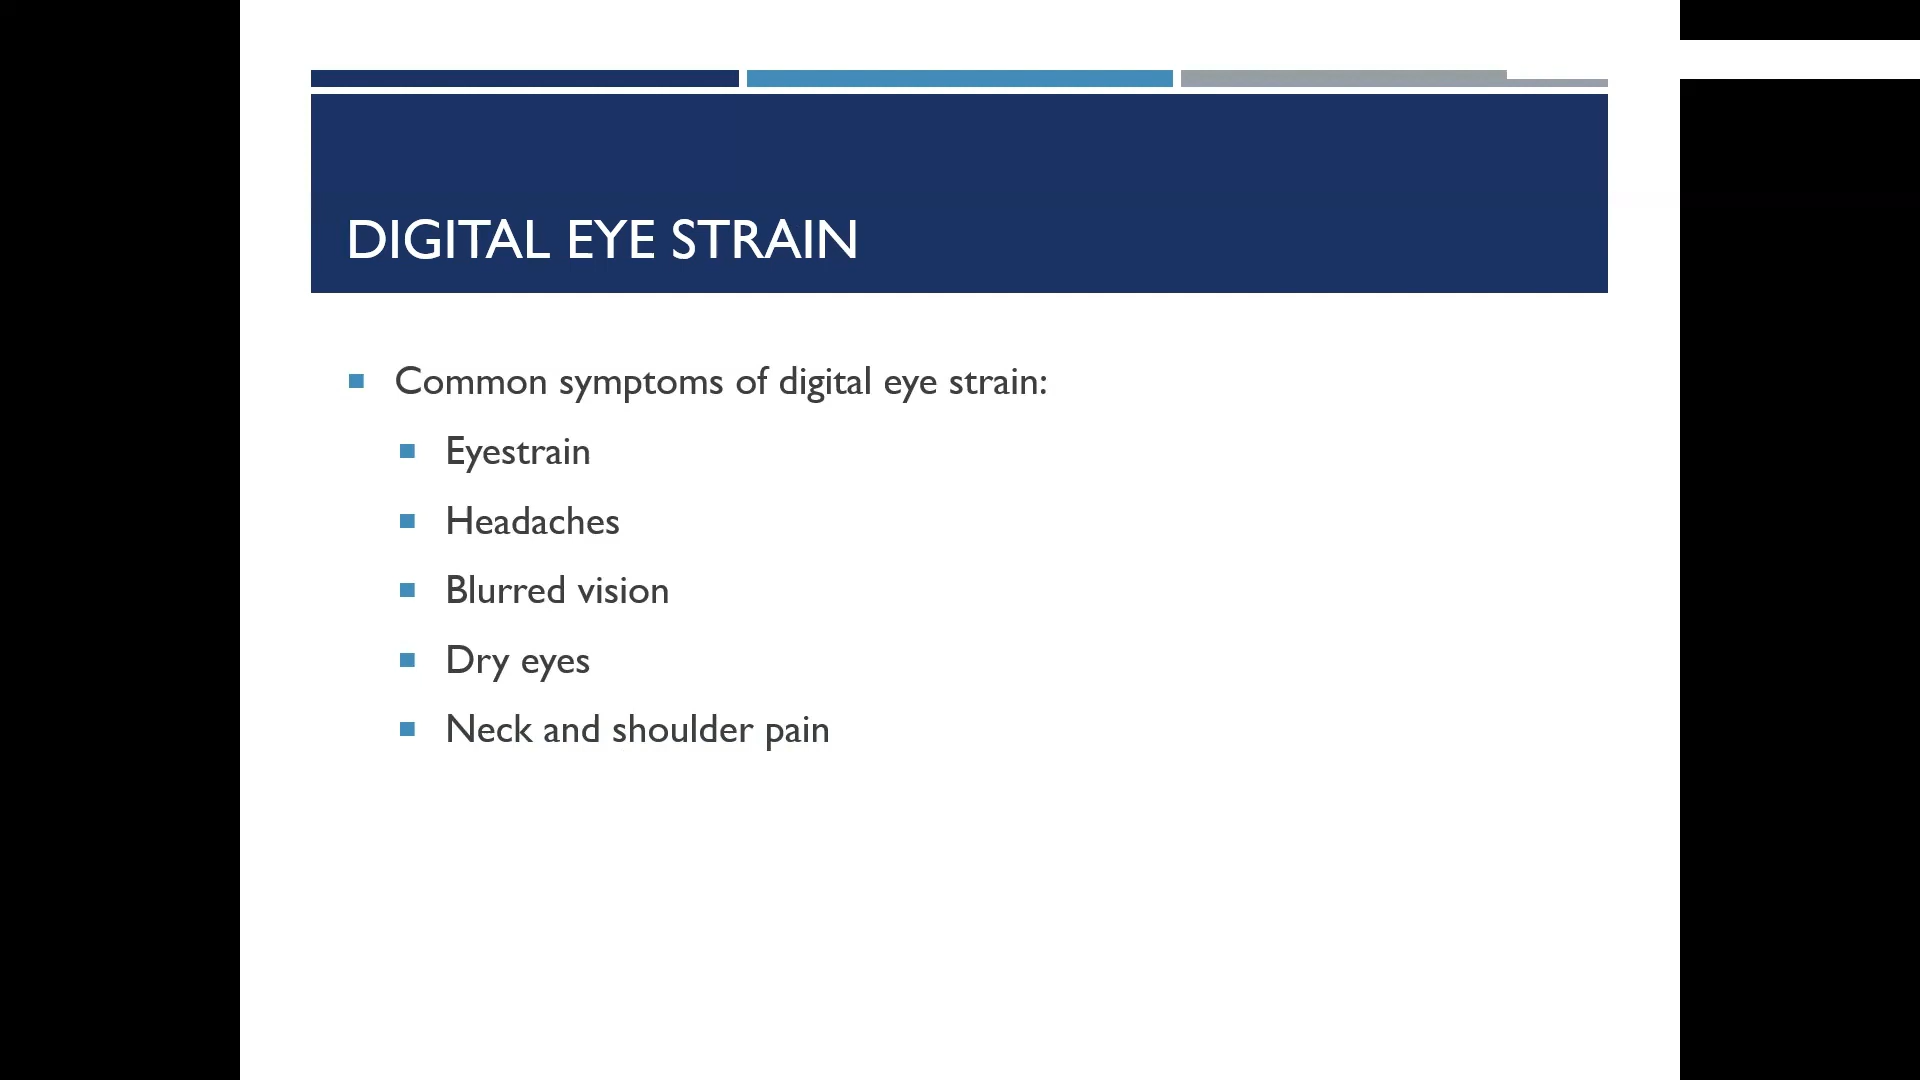 DIGITAL EYE STRAIN
Common symptoms of digital eye strain:
Eyestrain
Headaches
Blurred vision
Dry eyes
Neck and shoulder pain